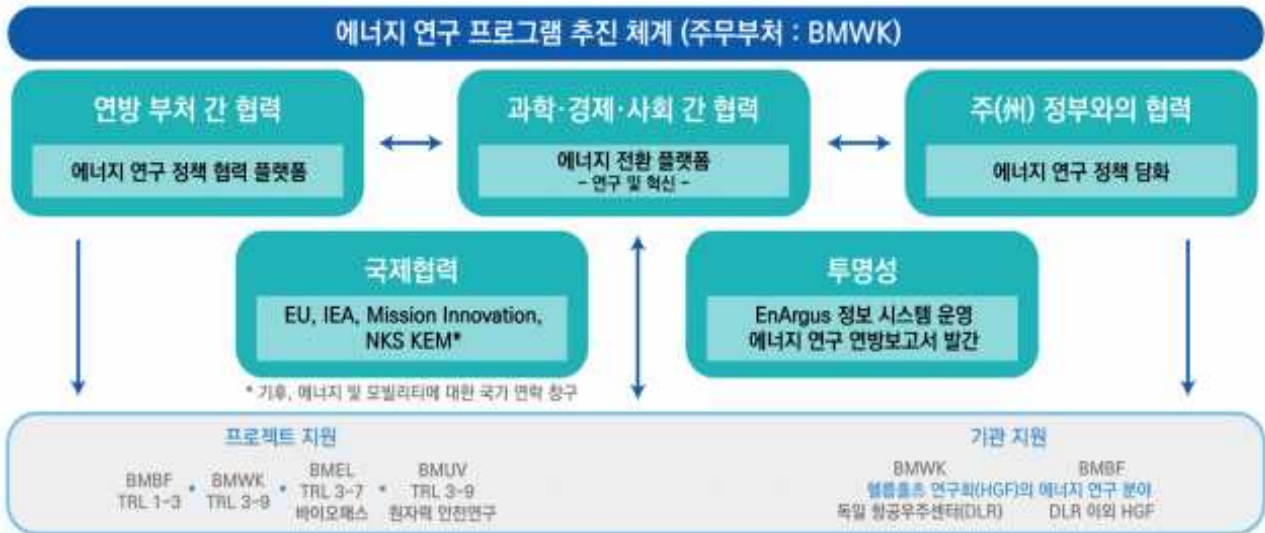 에너지 연구 프로그램 추진 체계 (주무부처 : BMWK)
연방 부처 간 협력
에너지 연구 정책 협력 플랫폼
과학·경제·사회 간 협력
에너지 전환 플랫폼
- 연구 및 혁신 -
주(州) 정부와의 협력
에너지 연구 정책 담화
국제협력
EU, IEA, Mission Innovation,
NKS KEM*
* 기후, 에너지 및 모빌리티에 대한 국가 연락 창구
투명성
EnArgus 정보 시스템 운영
에너지 연구 연방보고서 발간
프로젝트 지원
BMBF
TRL 1-3
BMWK
TRL 3-9
BMEL
TRL 3-7
바이오매스
BMUV
TRL 3-9
원자력 안전연구
기관 지원
BMWK
BMBF
헬름홀츠 연구회(HGF)의 에너지 연구 분야
독일 항공우주센터(DLR)
DLR 이외 HGF